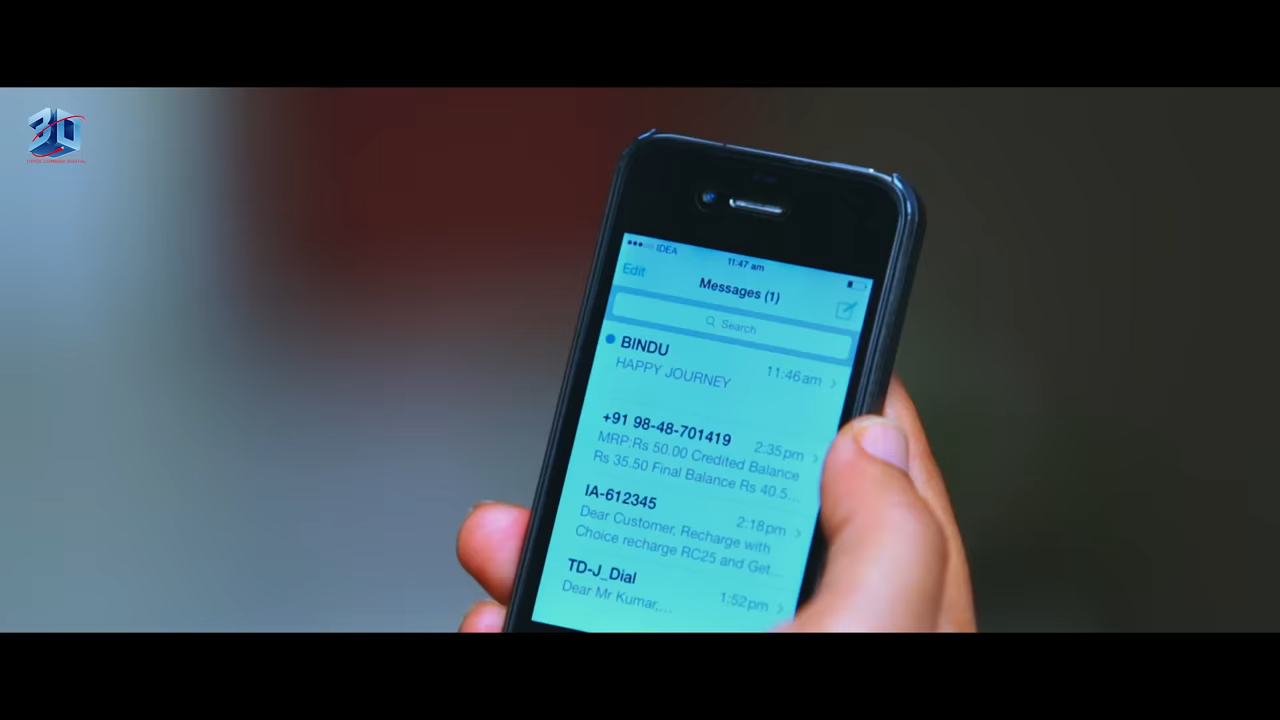 IDEA
11:47 am
Edit
Messages (1)
Search
BINDU
11:46 am
HAPPY JOURNEY
+91 98-48-701419
2:35 pm
MRP:Rs 50.00 Credited Balance
Rs 35.50 Final Balance Rs 40.5...
IA-612345
2:18 pm
Dear Customer, Recharge with
Choice recharge RC25 and Get...
TD-J_Dial
1:52 pm
Dear Mr Kumar,...